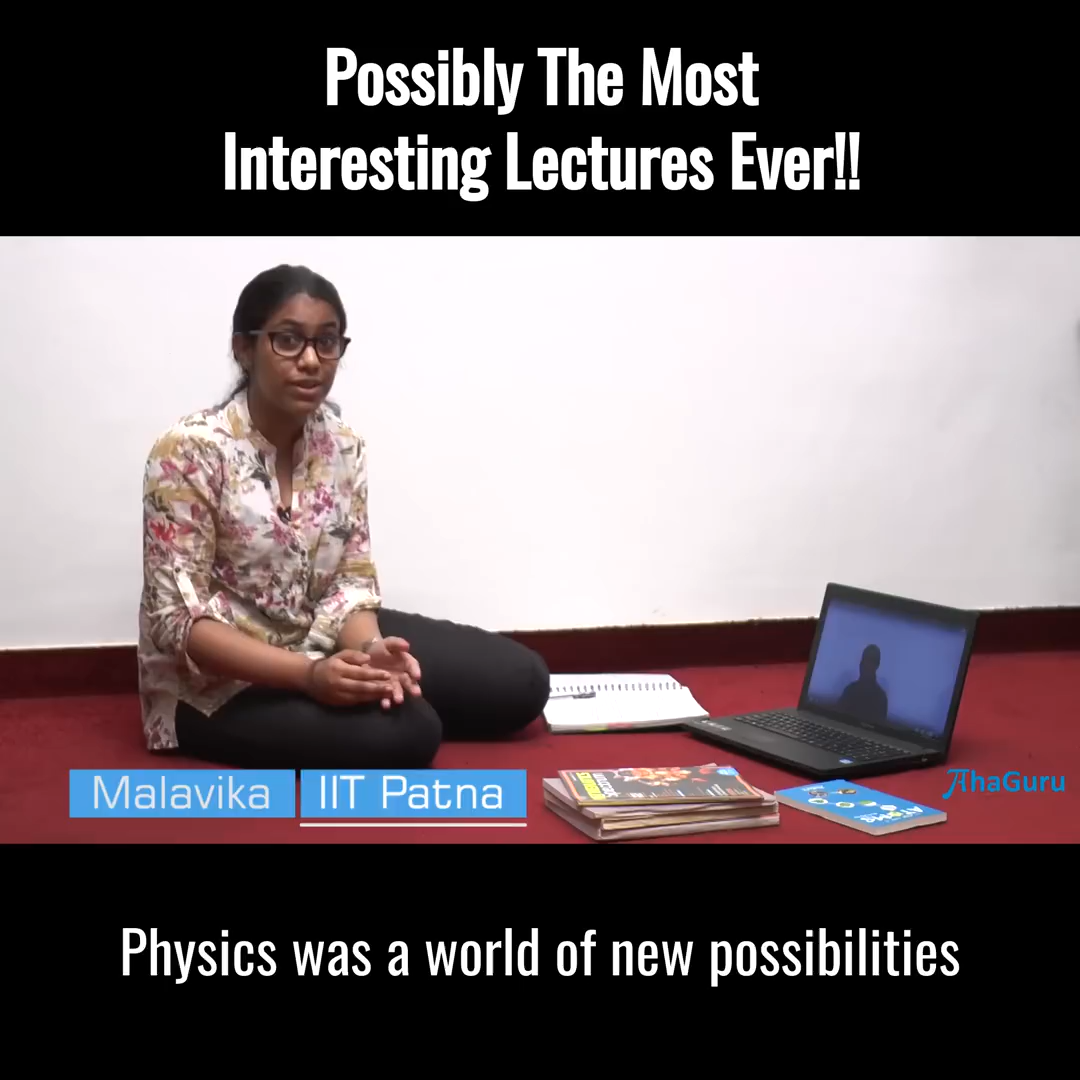 Possibly The Most
Interesting Lectures Ever!!
Malavika IIT Patna
AhaGuru
Physics was a world of new possibilities